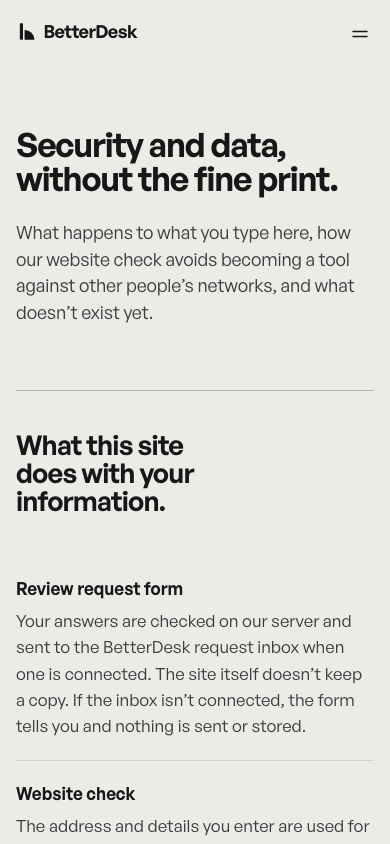 BetterDesk
Security and data,
without the fine print.
What happens to what you type here, how
our website check avoids becoming a tool
against other people’s networks, and what
doesn’t exist yet.
What this site
does with your
information.
Review request form
Your answers are checked on our server and
sent to the BetterDesk request inbox when
one is connected. The site itself doesn’t keep
a copy. If the inbox isn’t connected, the form
tells you and nothing is sent or stored.
Website check
The address and details you enter are used for